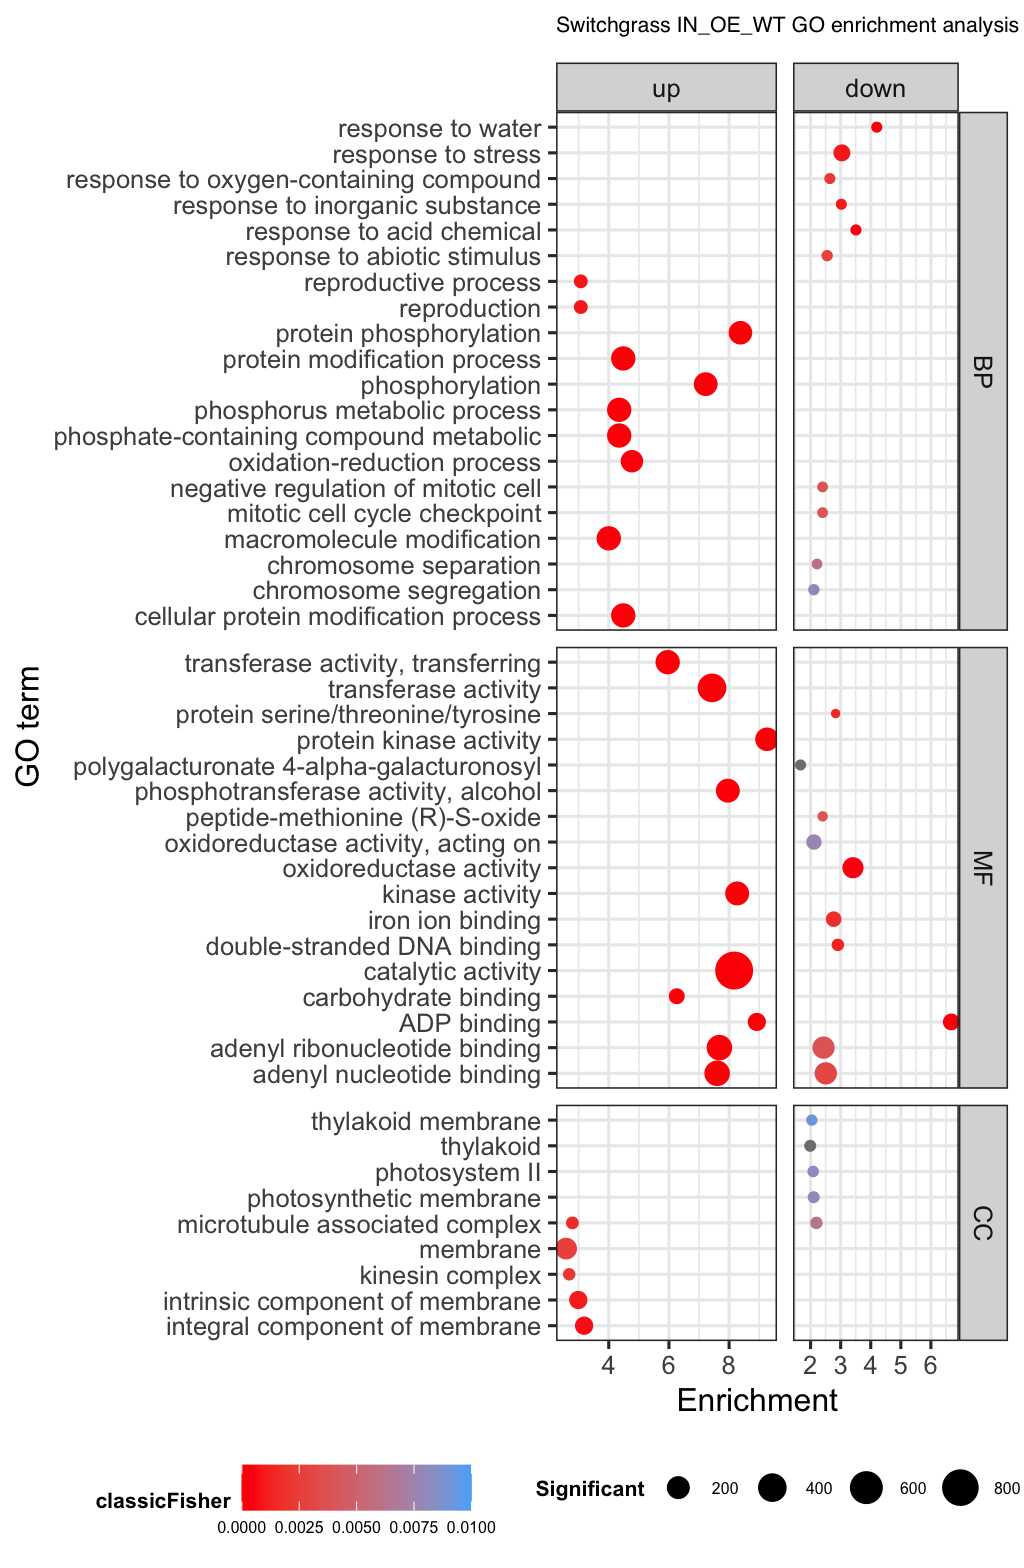 Switchgrass IN_OE_WT GO enrichment analysis
up
down
response to water
response to stress
response to oxygen-containing compound
response to inorganic substance
response to acid chemical
response to abiotic stimulus
reproductive process
reproduction
protein phosphorylation
protein modification process
phosphorylation
phosphorus metabolic process
phosphate-containing compound metabolic
oxidation-reduction process
negative regulation of mitotic cell
mitotic cell cycle checkpoint
macromolecule modification
chromosome separation
chromosome segregation
cellular protein modification process
BP
transferase activity, transferring
transferase activity
protein serine/threonine/tyrosine
protein kinase activity
polygalacturonate 4-alpha-galacturonosyl
phosphotransferase activity, alcohol
peptide-methionine (R)-S-oxide
oxidoreductase activity, acting on
oxidoreductase activity
kinase activity
iron ion binding
double-stranded DNA binding
catalytic activity
carbohydrate binding
ADP binding
adenyl ribonucleotide binding
adenyl nucleotide binding
MF
thylakoid membrane
thylakoid
photosystem II
photosynthetic membrane
microtubule associated complex
membrane
kinesin complex
intrinsic component of membrane
integral component of membrane
CC
GO term
4 6 8
2 3 4 5 6
Enrichment
classicFisher
0.0000 0.0025 0.0050 0.0075 0.0100
Significant 200 400 600 800